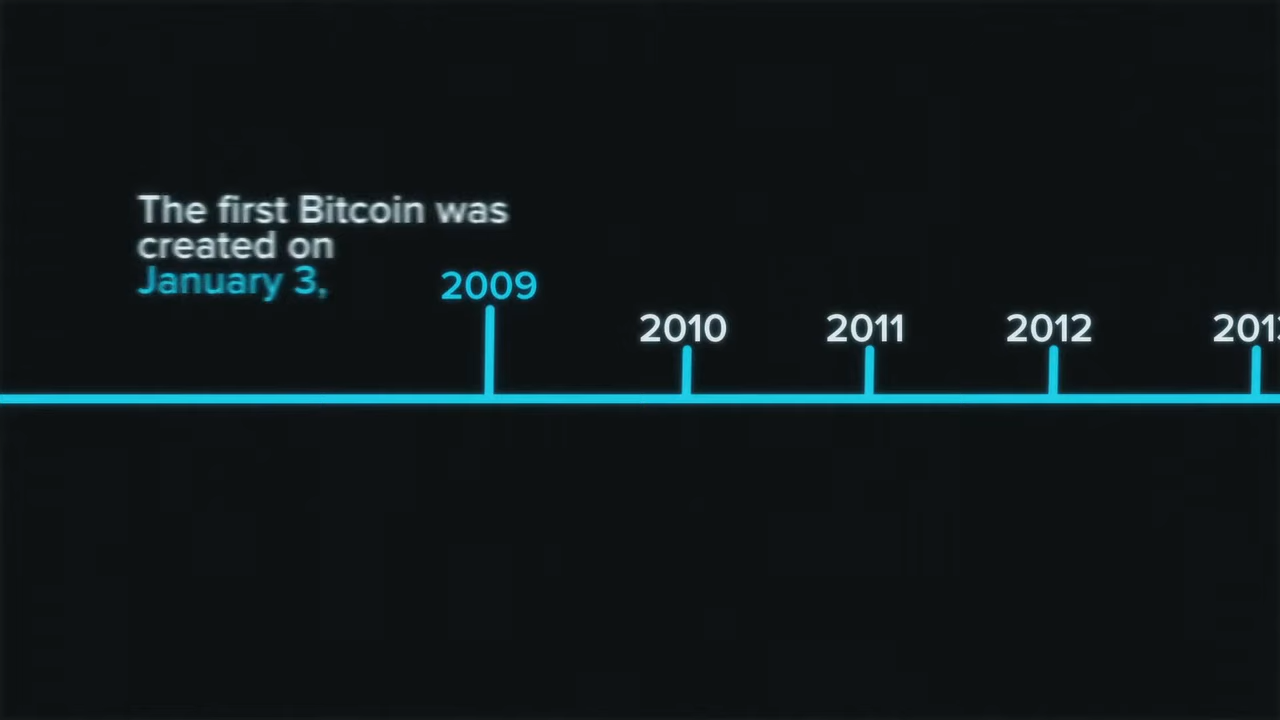 The first Bitcoin was
created on
January 3,
2009
2010
2011
2012